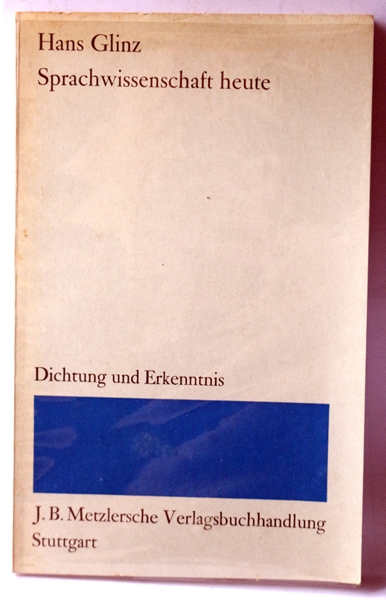 Hans Glinz
Sprachwissenschaft heute
Dichtung und Erkenntnis
J. B. Metzlersche Verlagsbuchhandlung
Stuttgart